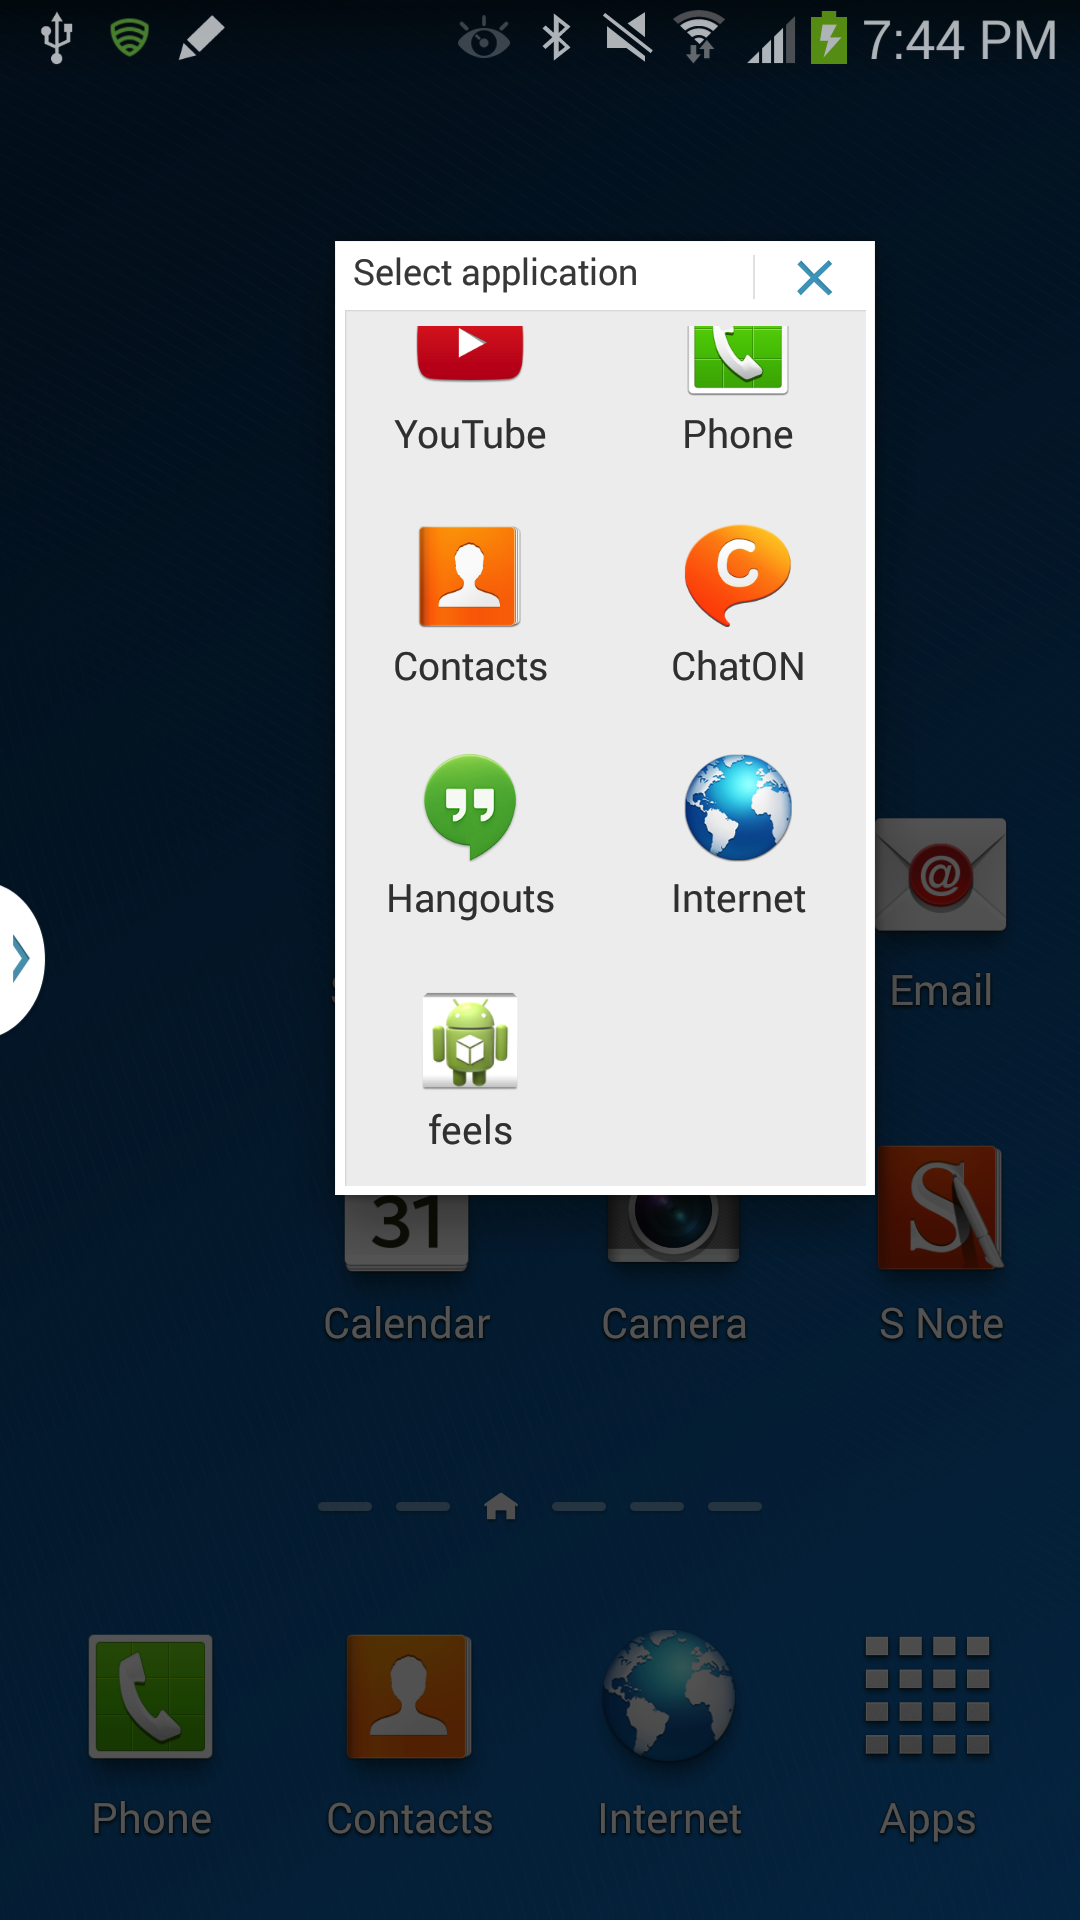 7:44 PM
Select application
YouTube
Phone
Contacts
ChatON
Hangouts
Internet
feels
Email
31
Calendar
Camera
S Note
Phone
Contacts
Internet
Apps